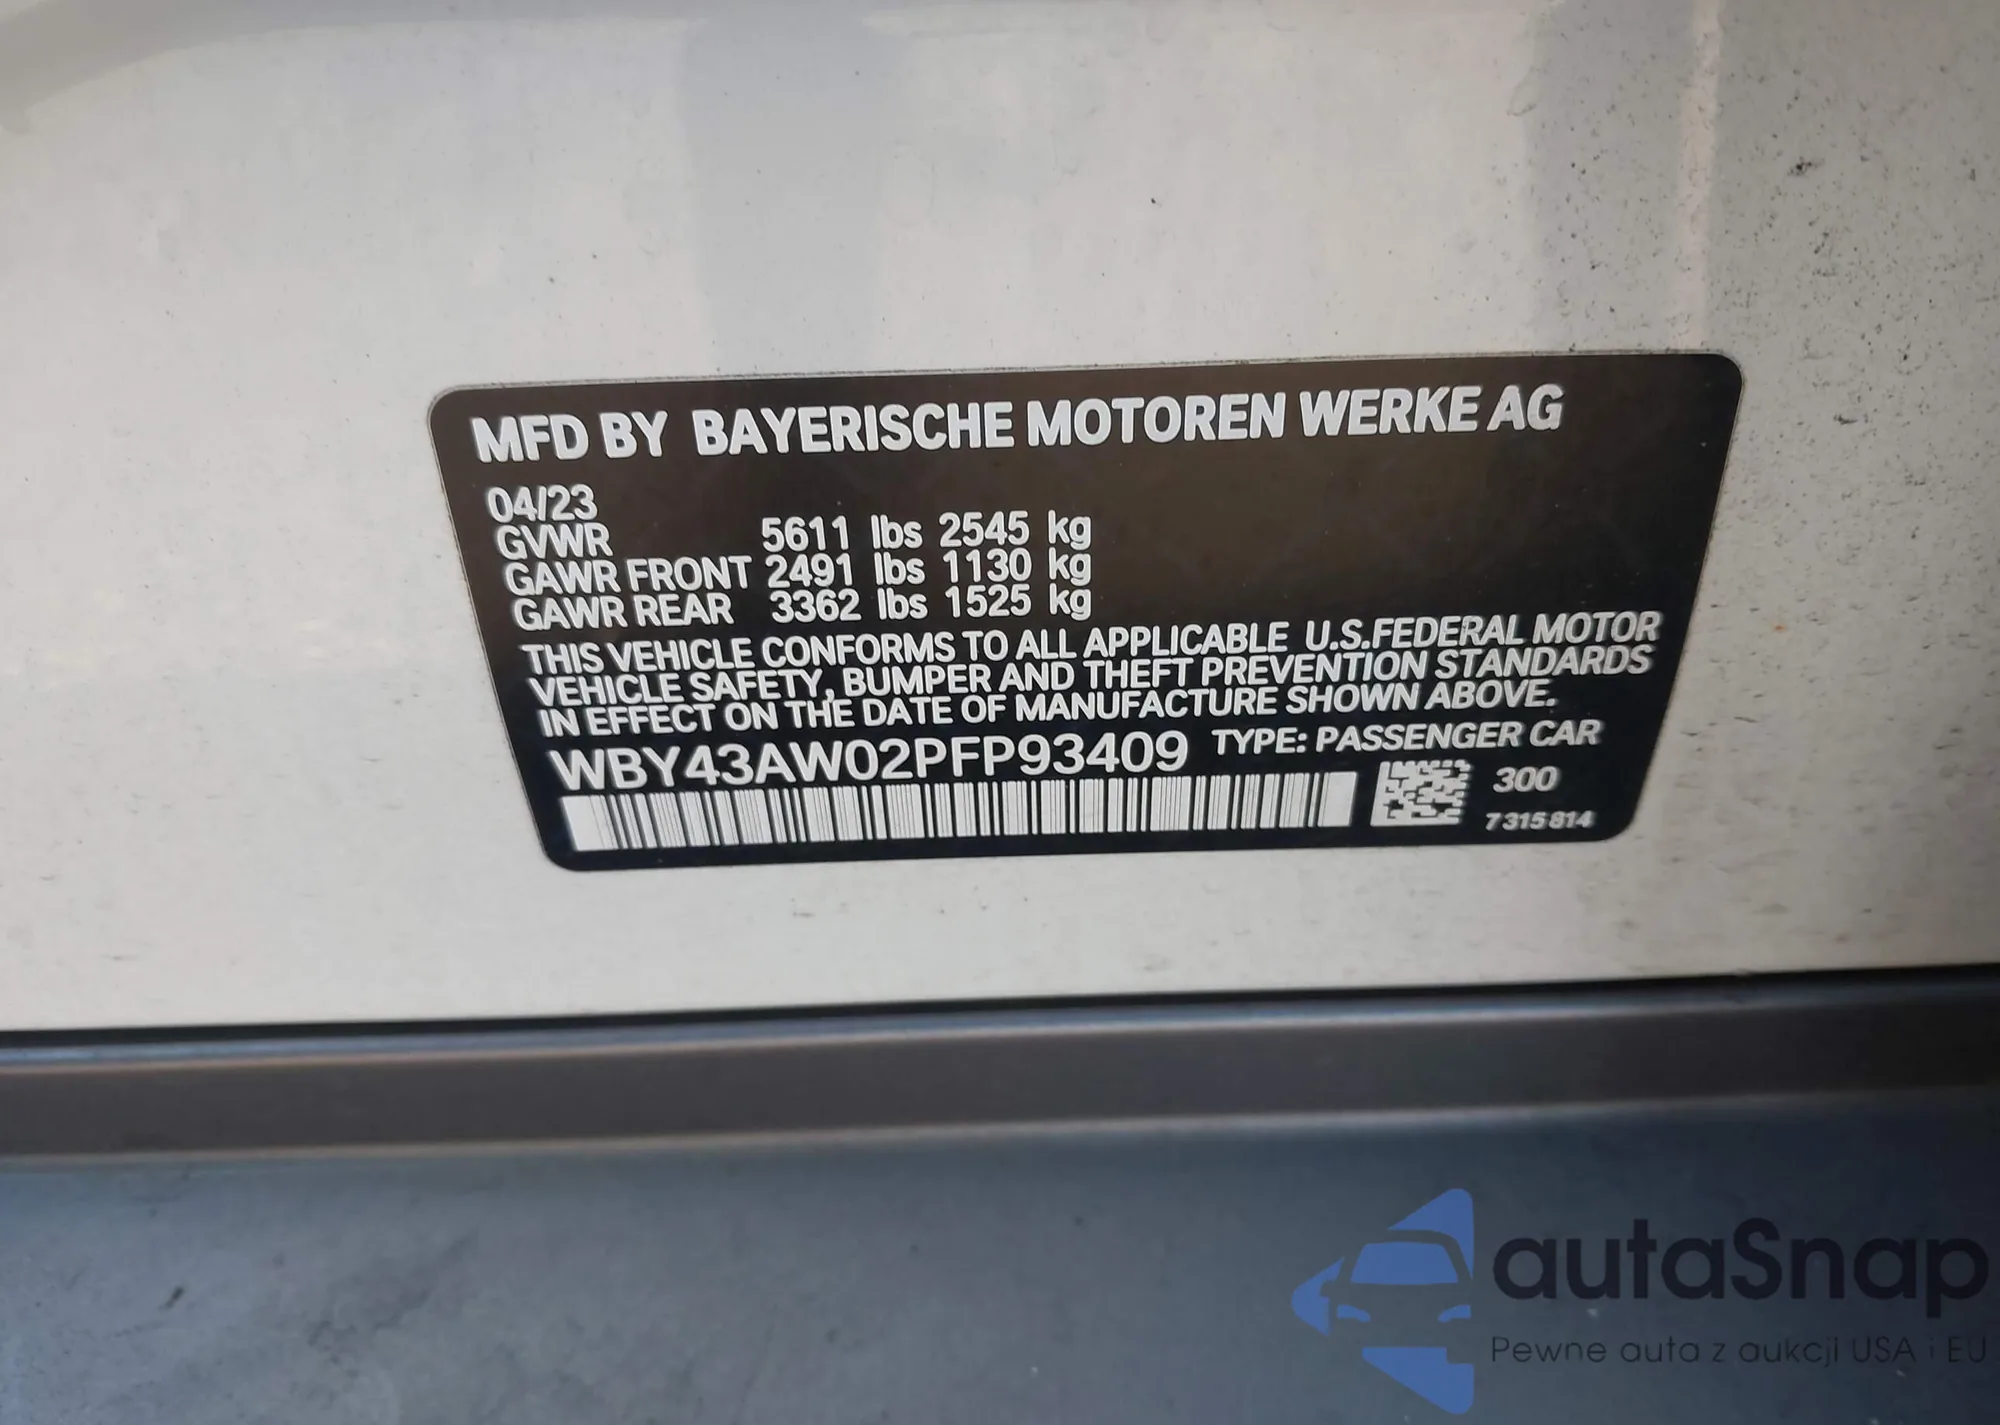 MFD BY BAYERISCHE MOTOREN WERKE AG
04/23
GVWR 5611 lbs 2545 kg
GAWR FRONT 2491 lbs 1130 kg
GAWR REAR 3362 lbs 1525 kg
THIS VEHICLE CONFORMS TO ALL APPLICABLE U.S.FEDERAL MOTOR
VEHICLE SAFETY, BUMPER AND THEFT PREVENTION STANDARDS
IN EFFECT ON THE DATE OF MANUFACTURE SHOWN ABOVE.
WBY43AW02PFP93409 TYPE: PASSENGER CAR
300
7315814
autaSnap
Pewne auta z aukcji USA i EU